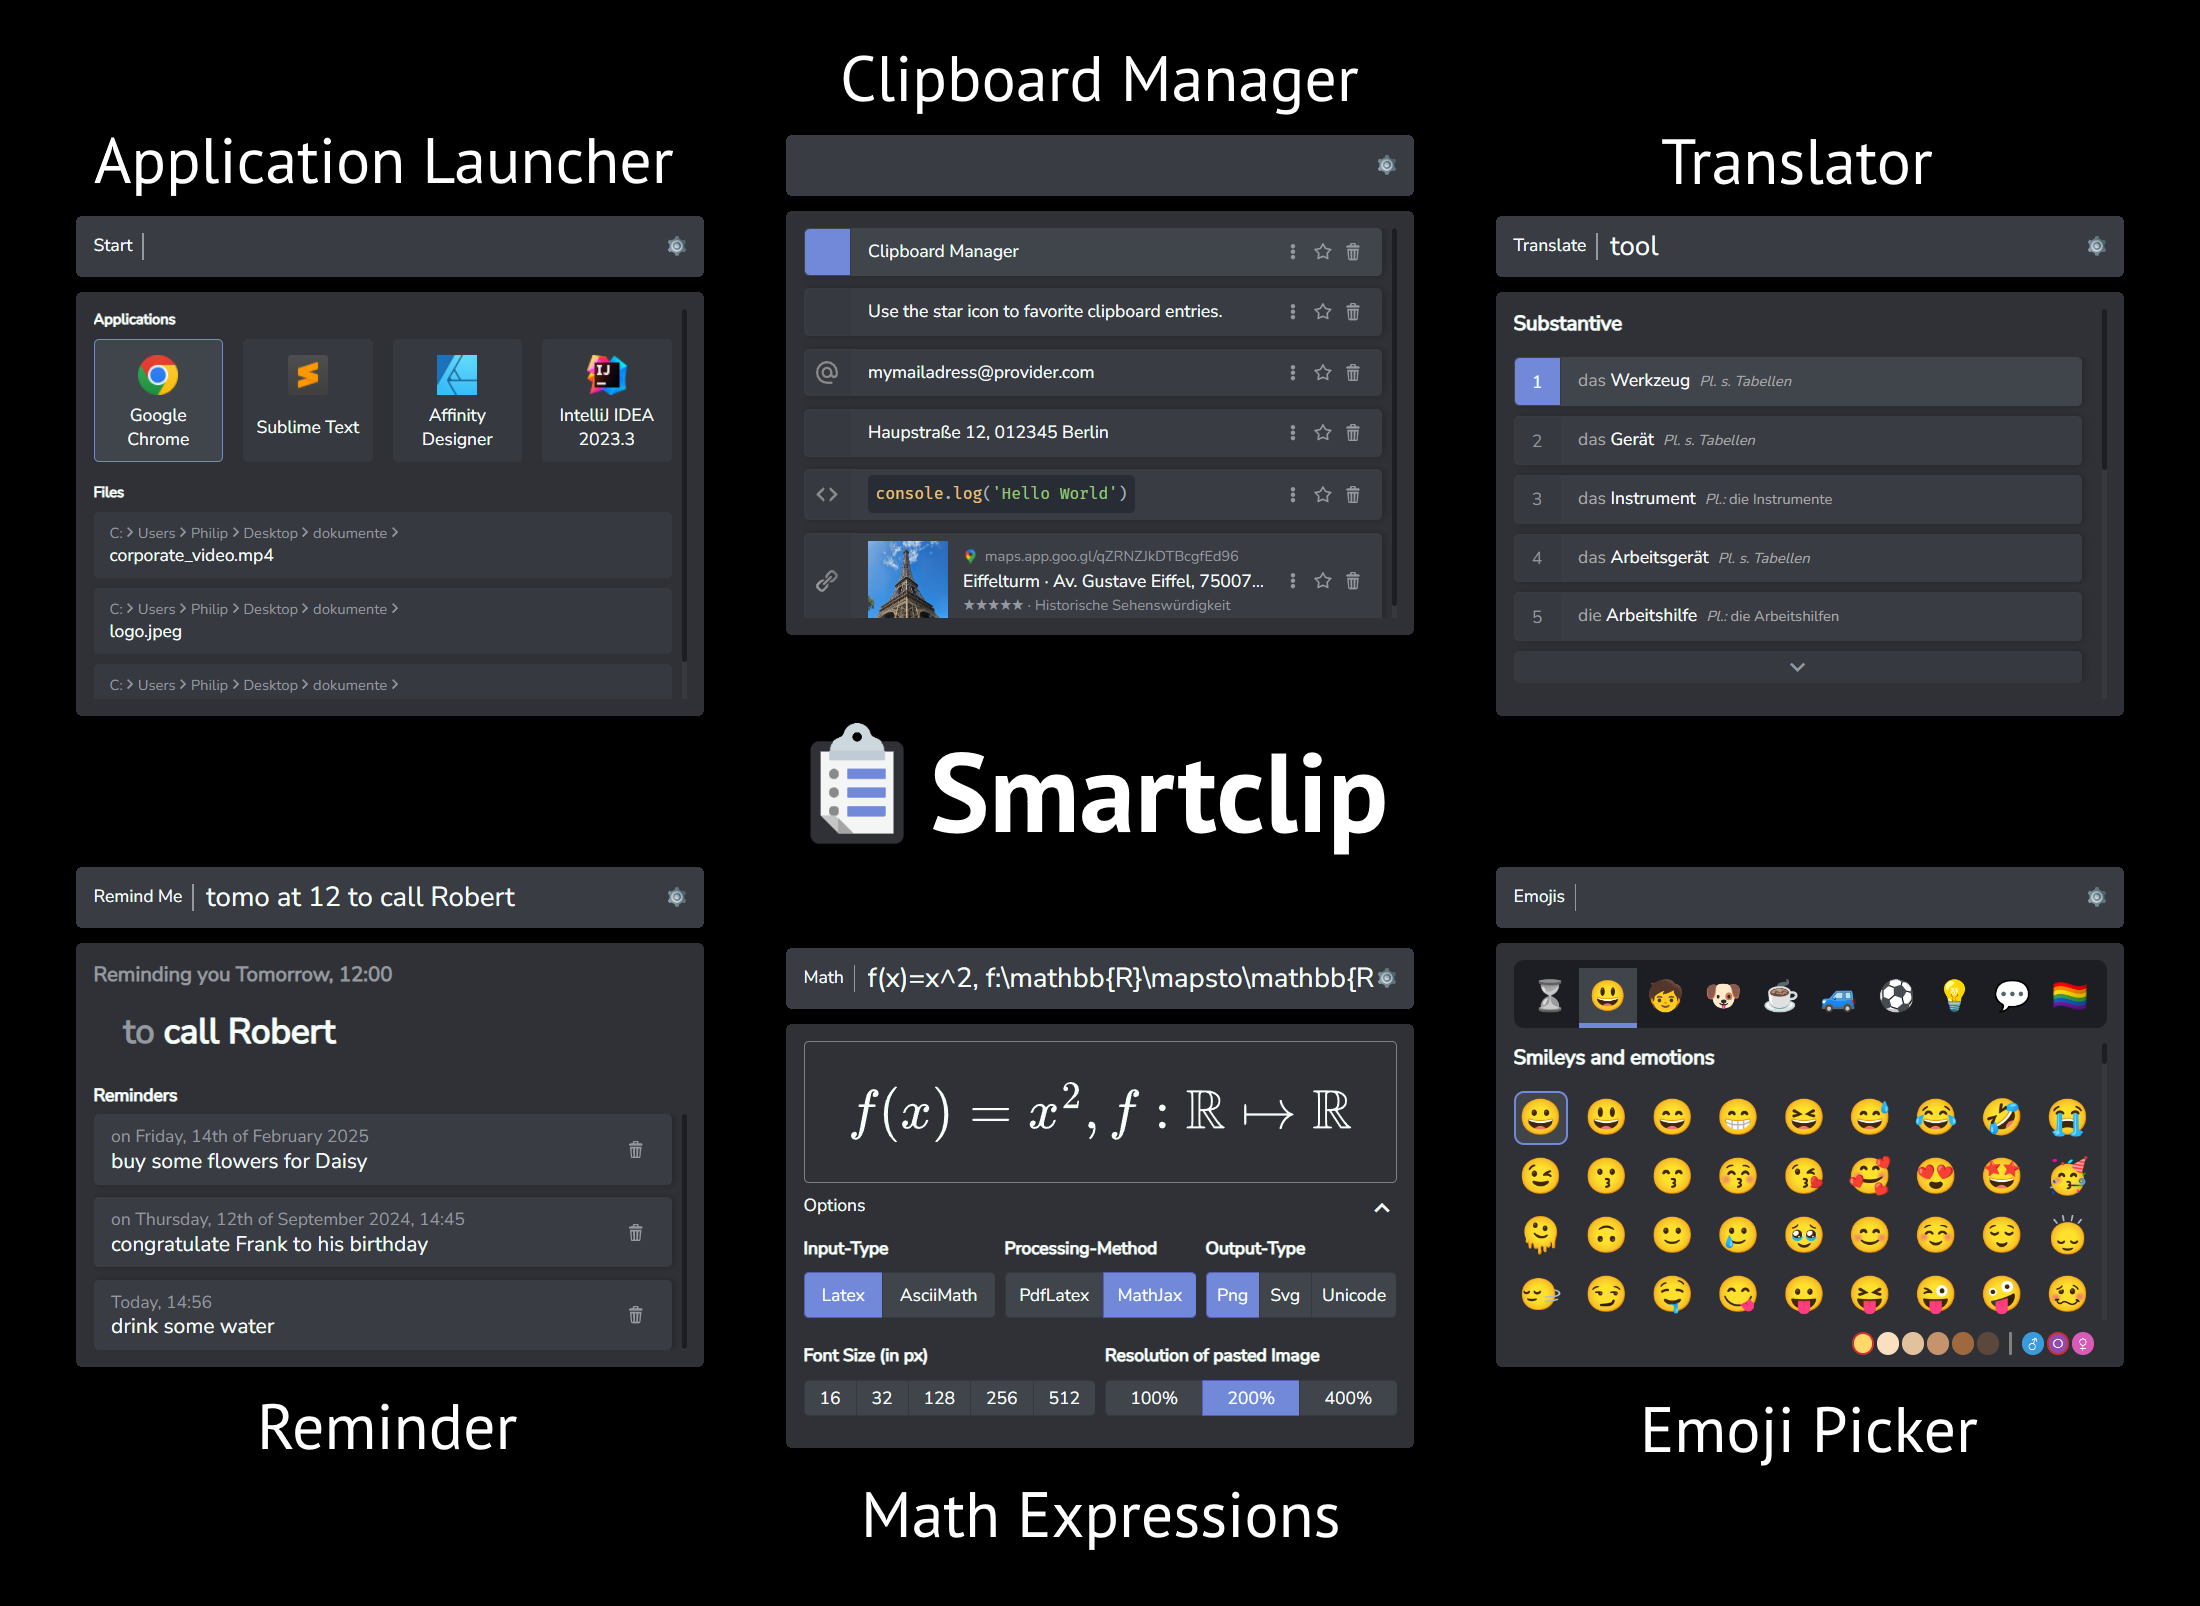 Clipboard Manager
Application Launcher
Translator
Start
Applications
Google
Chrome
Sublime Text
Affinity
Designer
IJ
IntelliJ IDEA
2023.3
Files
C: > Users > Philip > Desktop > dokumente >
corporate_video.mp4
C: > Users > Philip > Desktop > dokumente >
logo.jpeg
C: > Users > Philip > Desktop > dokumente >
Clipboard Manager
Use the star icon to favorite clipboard entries.
@ mymailadress@provider.com
Haupstraße 12, 012345 Berlin
<> console.log('Hello World')
maps.app.goo.gl/qZRNZJkDTBcgfEd96
Eiffelturm · Av. Gustave Eiffel, 75007...
★★★★★ · Historische Sehenswürdigkeit
Translate | tool
Substantive
1 das Werkzeug Pl. s. Tabellen
2 das Gerät Pl. s. Tabellen
3 das Instrument Pl.: die Instrumente
4 das Arbeitsgerät Pl. s. Tabellen
5 die Arbeitshilfe Pl.: die Arbeitshilfen
Smartclip
Remind Me | tomo at 12 to call Robert
Reminding you Tomorrow, 12:00
to call Robert
Reminders
on Friday, 14th of February 2025
buy some flowers for Daisy
on Thursday, 12th of September 2024, 14:45
congratulate Frank to his birthday
Today, 14:56
drink some water
Reminder
Math | f(x)=x^2, f:\mathbb{R}\mapsto\mathbb{R
f(x) = x², f : ℝ ↦ ℝ
Options
Input-Type Processing-Method Output-Type
Latex AsciiMath PdfLatex MathJax Png Svg Unicode
Font Size (in px) Resolution of pasted Image
16 32 128 256 512 100% 200% 400%
Math Expressions
Emojis
Smileys and emotions
Emoji Picker